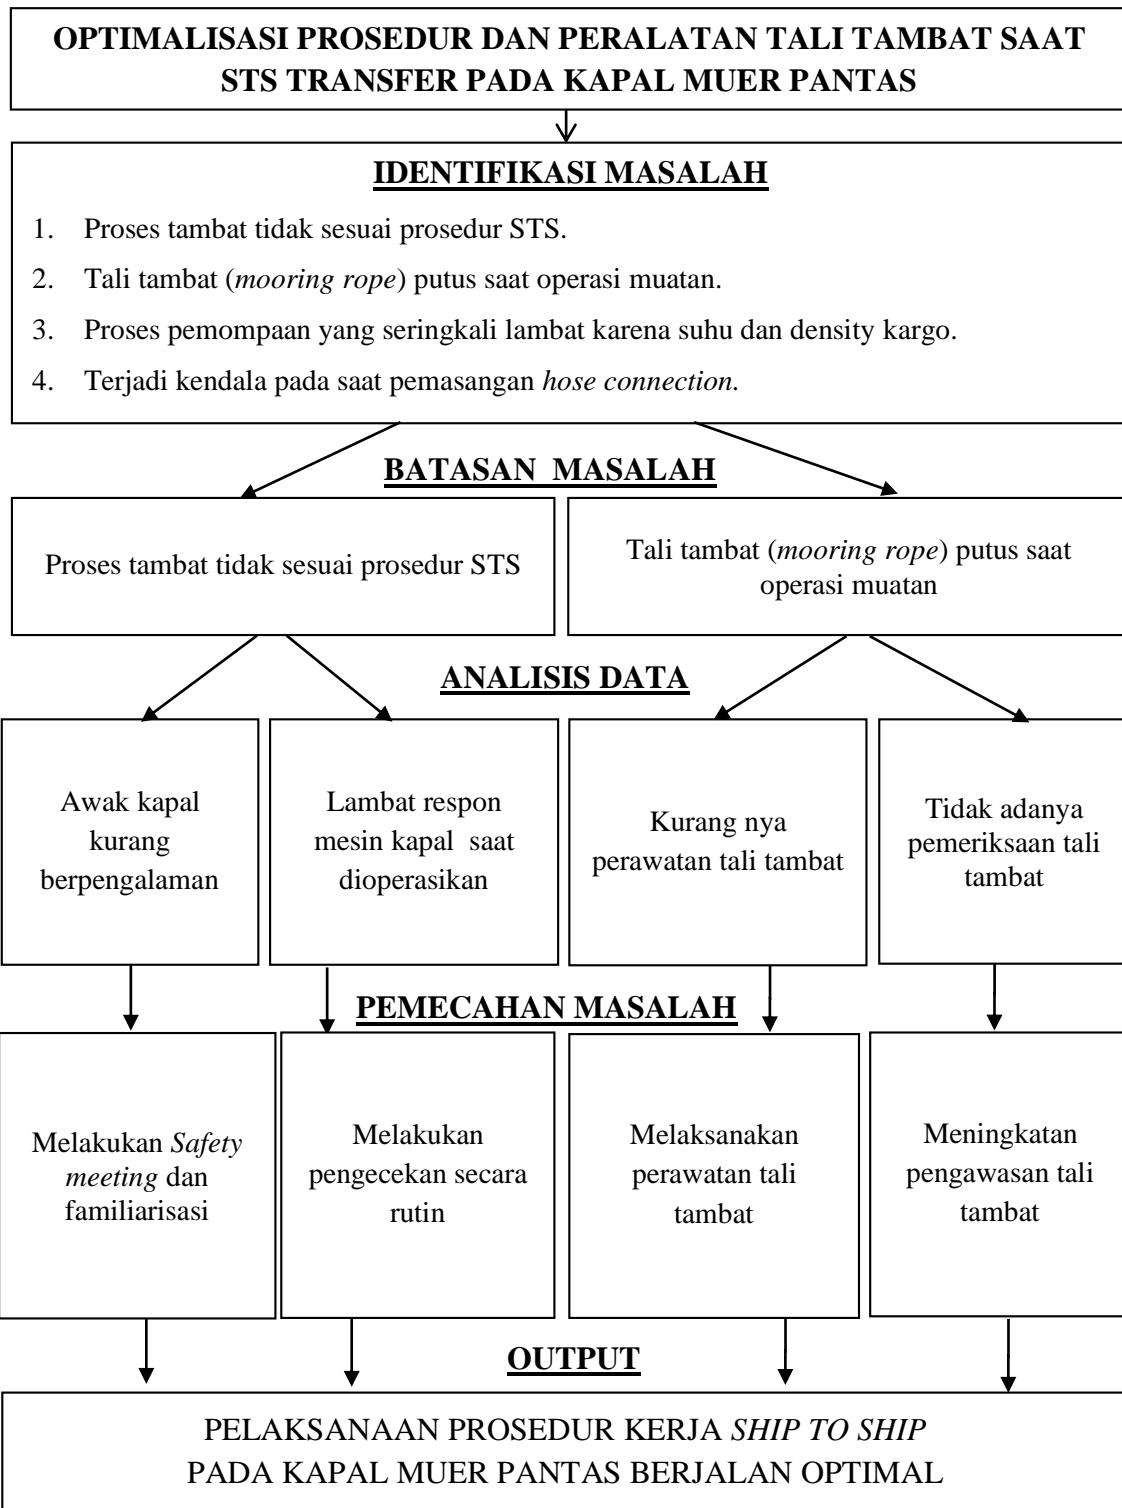 OPTIMALISASI PROSEDUR DAN PERALATAN TALI TAMBAT SAAT
STS TRANSFER PADA KAPAL MUER PANTAS
IDENTIFIKASI MASALAH
1. Proses tambat tidak sesuai prosedur STS.
2. Tali tambat (mooring rope) putus saat operasi muatan.
3. Proses pemompaan yang seringkali lambat karena suhu dan density kargo.
4. Terjadi kendala pada saat pemasangan hose connection.
BATASAN MASALAH
Proses tambat tidak sesuai prosedur STS
Tali tambat (mooring rope) putus saat
operasi muatan
ANALISIS DATA
Awak kapal
kurang
berpengalaman
Lambat respon
mesin kapal saat
dioperasikan
Kurang nya
perawatan tali tambat
Tidak adanya
pemeriksaan tali
tambat
PEMECAHAN MASALAH
Melakukan Safety
meeting dan
familiarisasi
Melakukan
pengecekan secara
rutin
Melaksanakan
perawatan tali
tambat
Meningkatan
pengawasan tali
tambat
OUTPUT
PELAKSANAAN PROSEDUR KERJA SHIP TO SHIP
PADA KAPAL MUER PANTAS BERJALAN OPTIMAL